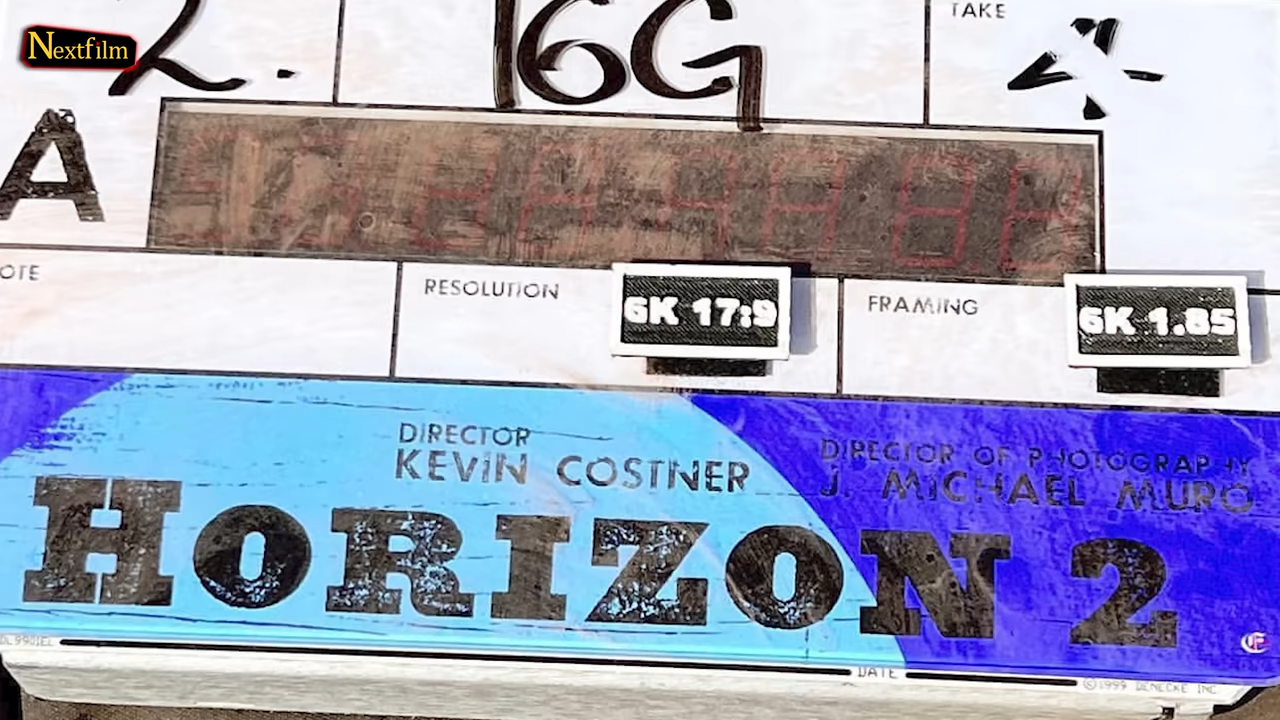 Nextfilm
2.
16G
TAKE
A
OTE
RESOLUTION
6K 17:9
FRAMING
6K 1.85
DIRECTOR
KEVIN COSTNER
DIRECTOR OF PHOTOGRAPHY
J. MICHAEL MURO
HORIZON 2
DATE
©1999 DENECKE INC